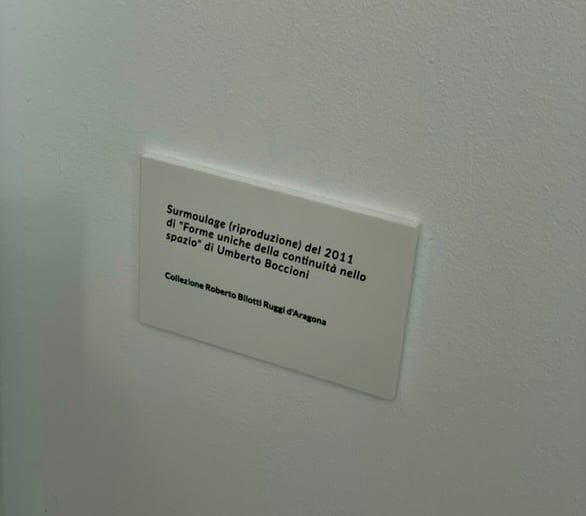 Surmoulage (riproduzione) del 2011
di "Forme uniche della continuità nello
spazio" di Umberto Boccioni
Collezione Roberto Bilotti Ruggi d'Aragona